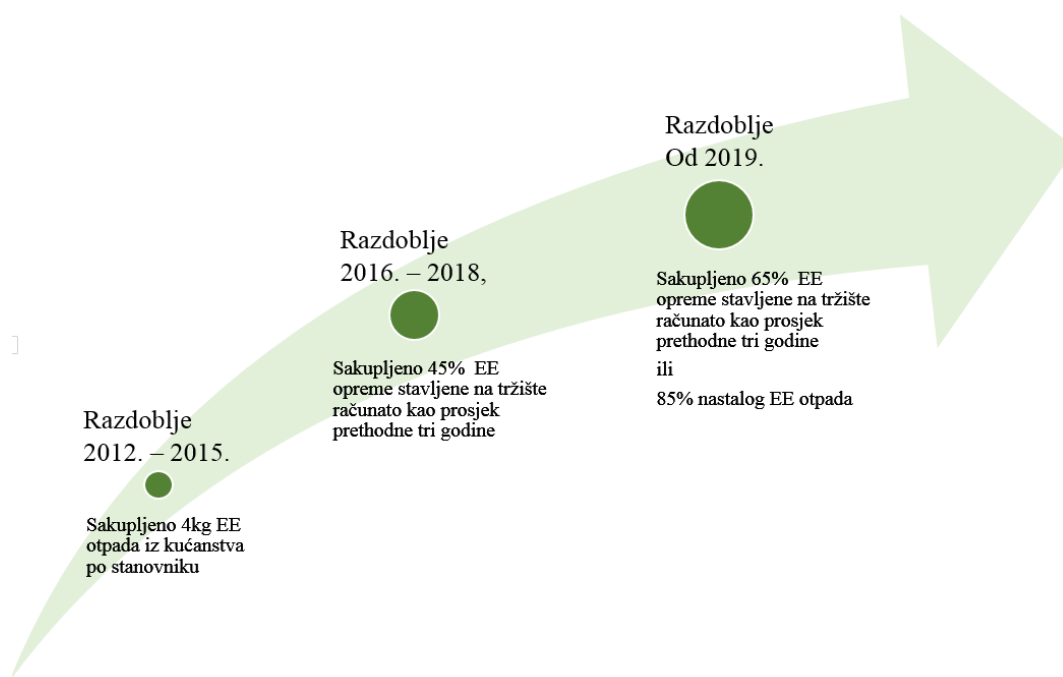 Razdoblje
2012. – 2015.
Sakupljeno 4kg EE
otpada iz kućanstva
po stanovniku
Razdoblje
2016. – 2018,
Sakupljeno 45% EE
opreme stavljene na tržište
računato kao prosjek
prethodne tri godine
Razdoblje
Od 2019.
Sakupljeno 65% EE
opreme stavljene na tržište
računato kao prosjek
prethodne tri godine
ili
85% nastalog EE otpada